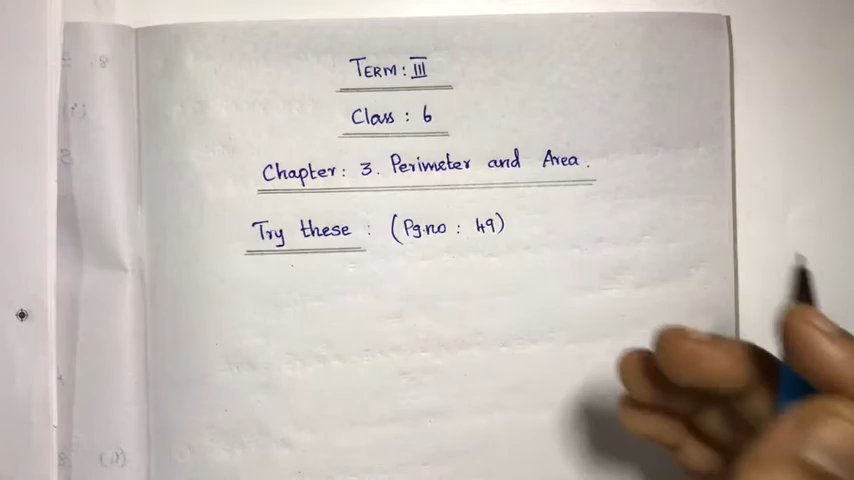 TERM: III
Class: 6
Chapter: 3. Perimeter and Area.
Try these: (Pg.no: 49)